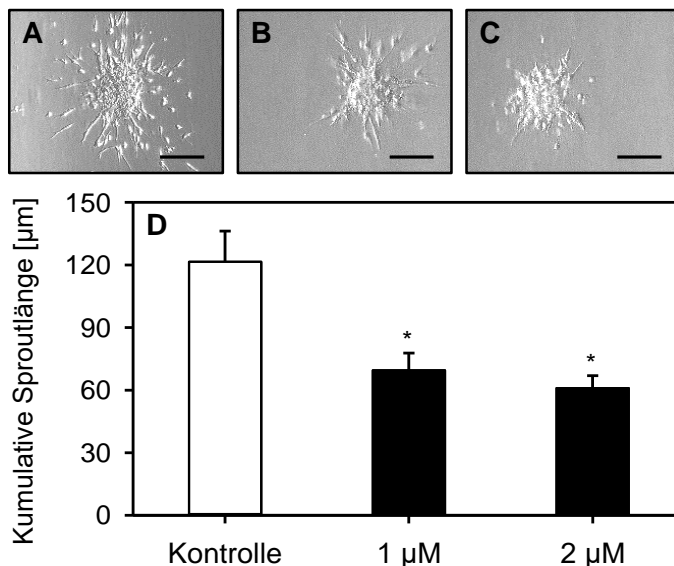 A
B
C
D
Kumulative Sproutlänge [µm]
150
120
90
60
30
0
*
*
Kontrolle
1 µM
2 µM